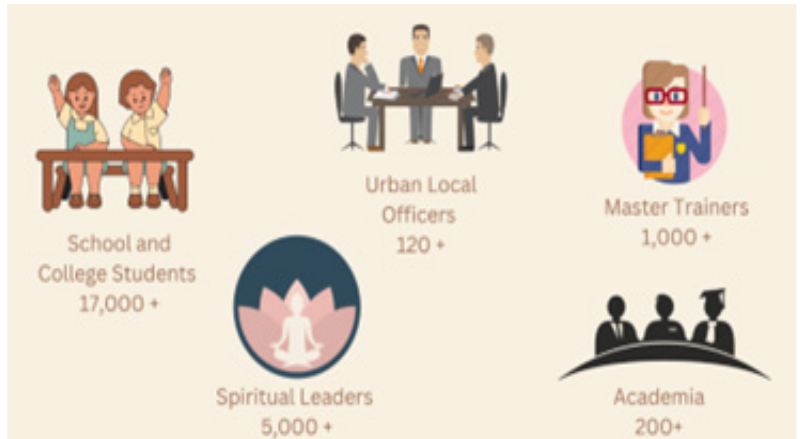 School and
College Students
17,000 +
Urban Local
Officers
120 +
Master Trainers
1,000 +
Spiritual Leaders
5,000 +
Academia
200+